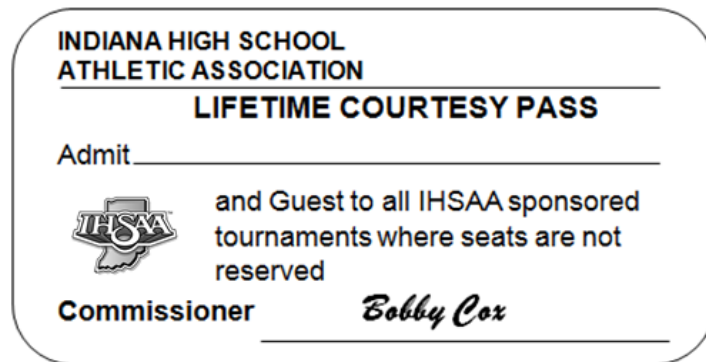 INDIANA HIGH SCHOOL
ATHLETIC ASSOCIATION
LIFETIME COURTESY PASS
Admit
IHSAA
and Guest to all IHSAA sponsored
tournaments where seats are not
reserved
Commissioner Bobby Cox